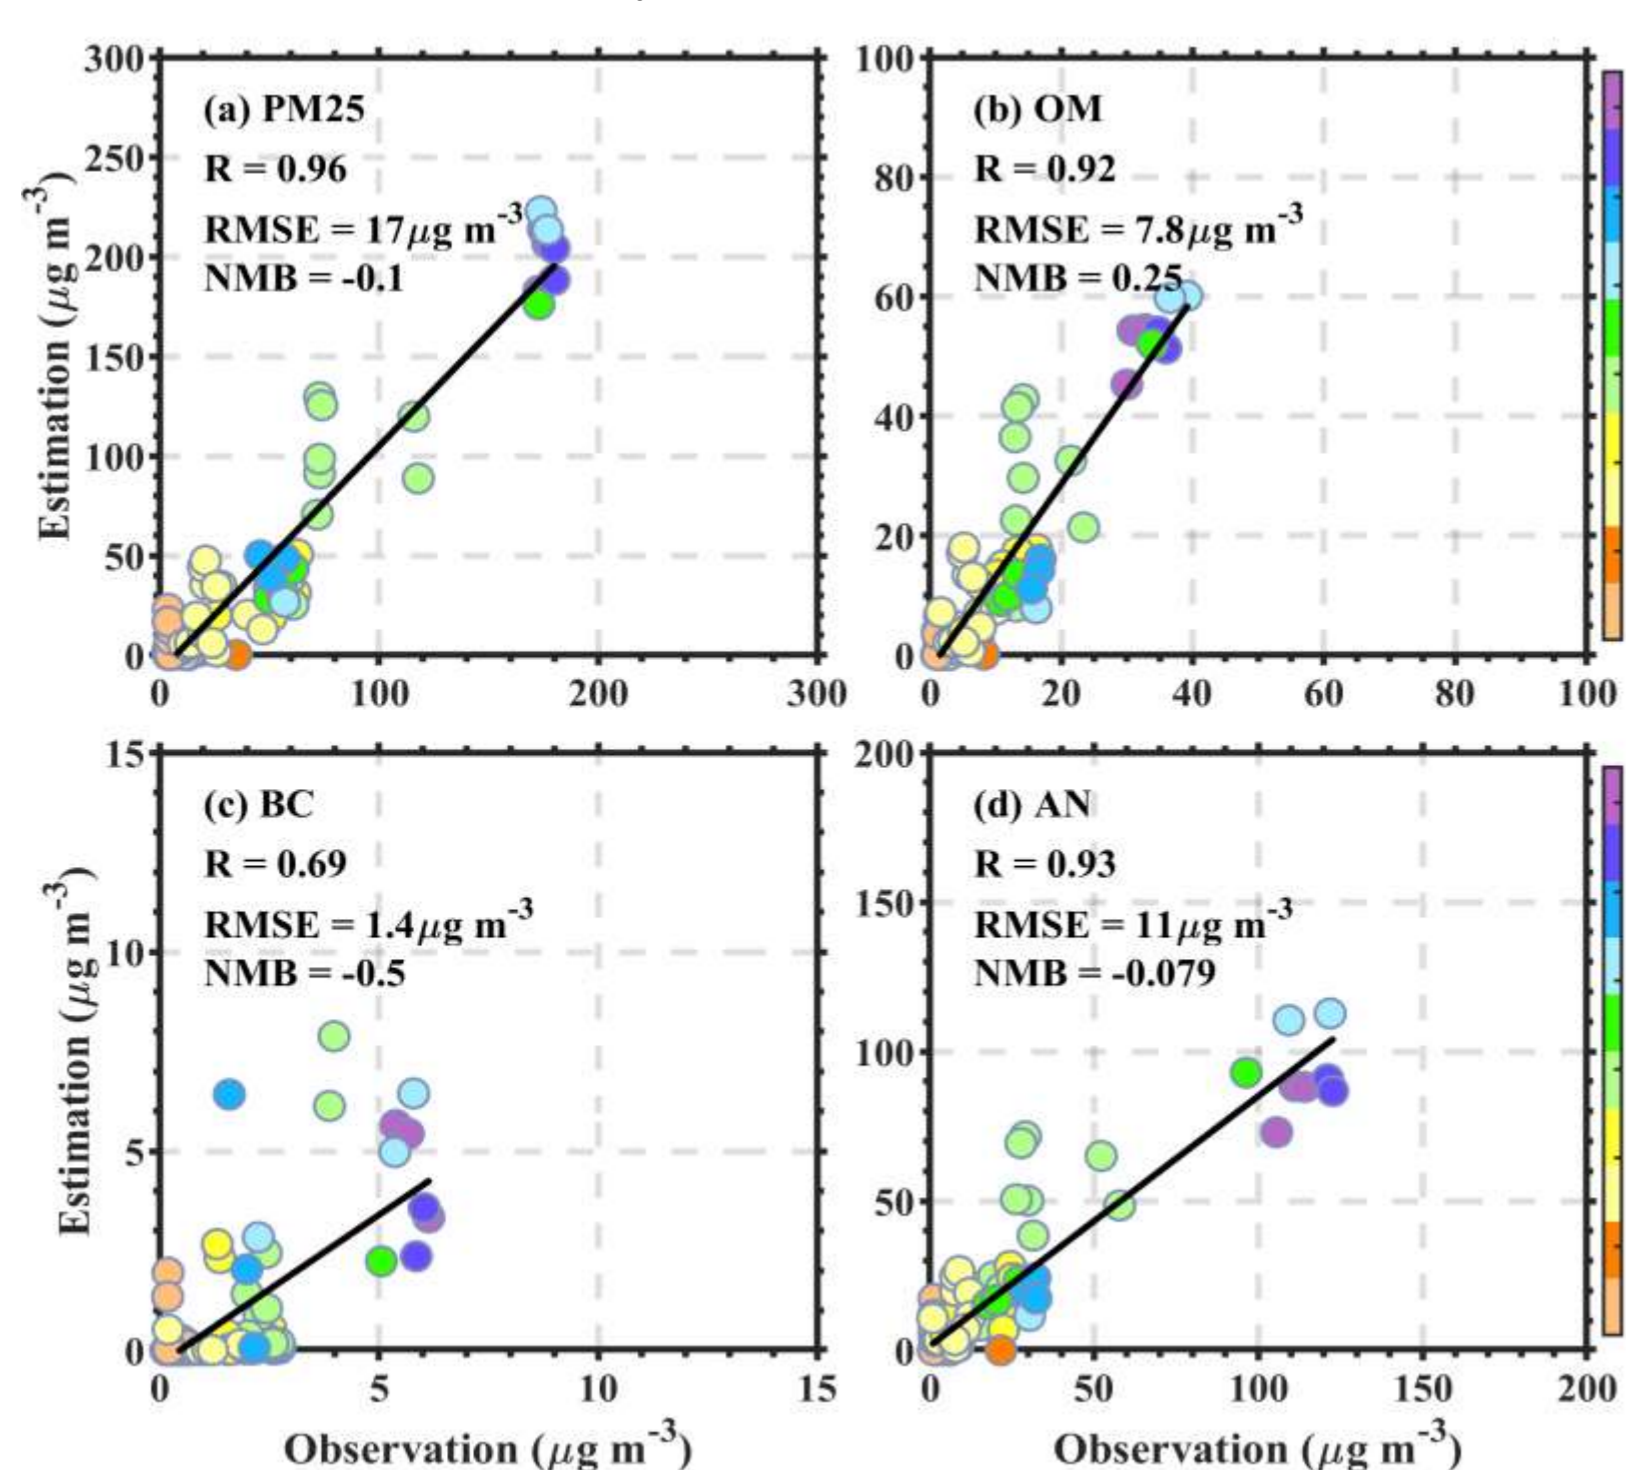 (a) PM25
R = 0.96
RMSE = 17μg m-3
NMB = -0.1
Estimation (μg m-3)
300
250
200
150
100
50
0
0 100 200 300
(b) OM
R = 0.92
RMSE = 7.8μg m-3
NMB = 0.25
100
80
60
40
20
0
0 20 40 60 80 100
(c) BC
R = 0.69
RMSE = 1.4μg m-3
NMB = -0.5
Estimation (μg m-3)
15
10
5
0
0 5 10 15
Observation (μg m-3)
(d) AN
R = 0.93
RMSE = 11μg m-3
NMB = -0.079
200
150
100
50
0
0 50 100 150 200
Observation (μg m-3)